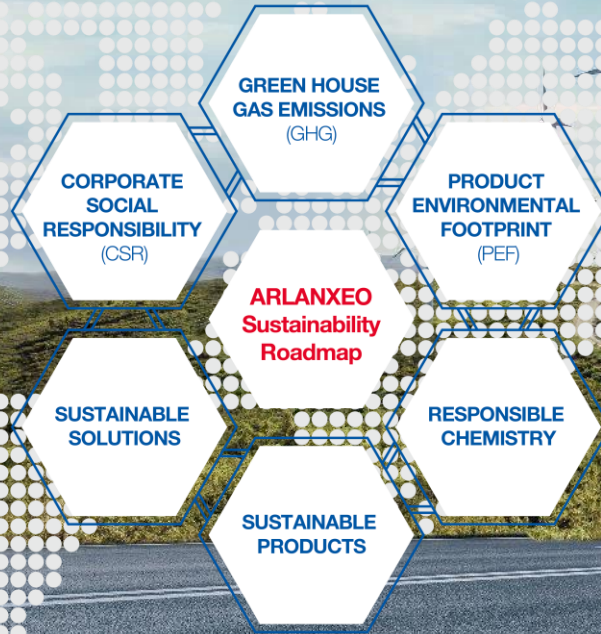 GREEN HOUSE
GAS EMISSIONS
(GHG)
CORPORATE
SOCIAL
RESPONSIBILITY
(CSR)
PRODUCT
ENVIRONMENTAL
FOOTPRINT
(PEF)
ARLANXEO
Sustainability
Roadmap
SUSTAINABLE
SOLUTIONS
RESPONSIBLE
CHEMISTRY
SUSTAINABLE
PRODUCTS